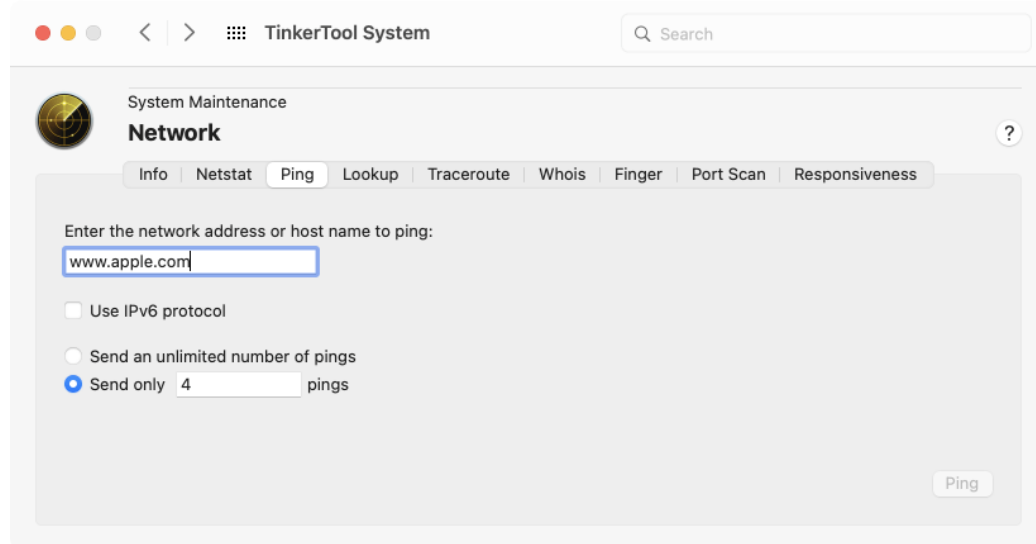 TinkerTool System
Search
System Maintenance
Network
?
Info Netstat Ping Lookup Traceroute Whois Finger Port Scan Responsiveness
Enter the network address or host name to ping:
www.apple.com
Use IPv6 protocol
Send an unlimited number of pings
Send only 4 pings
Ping